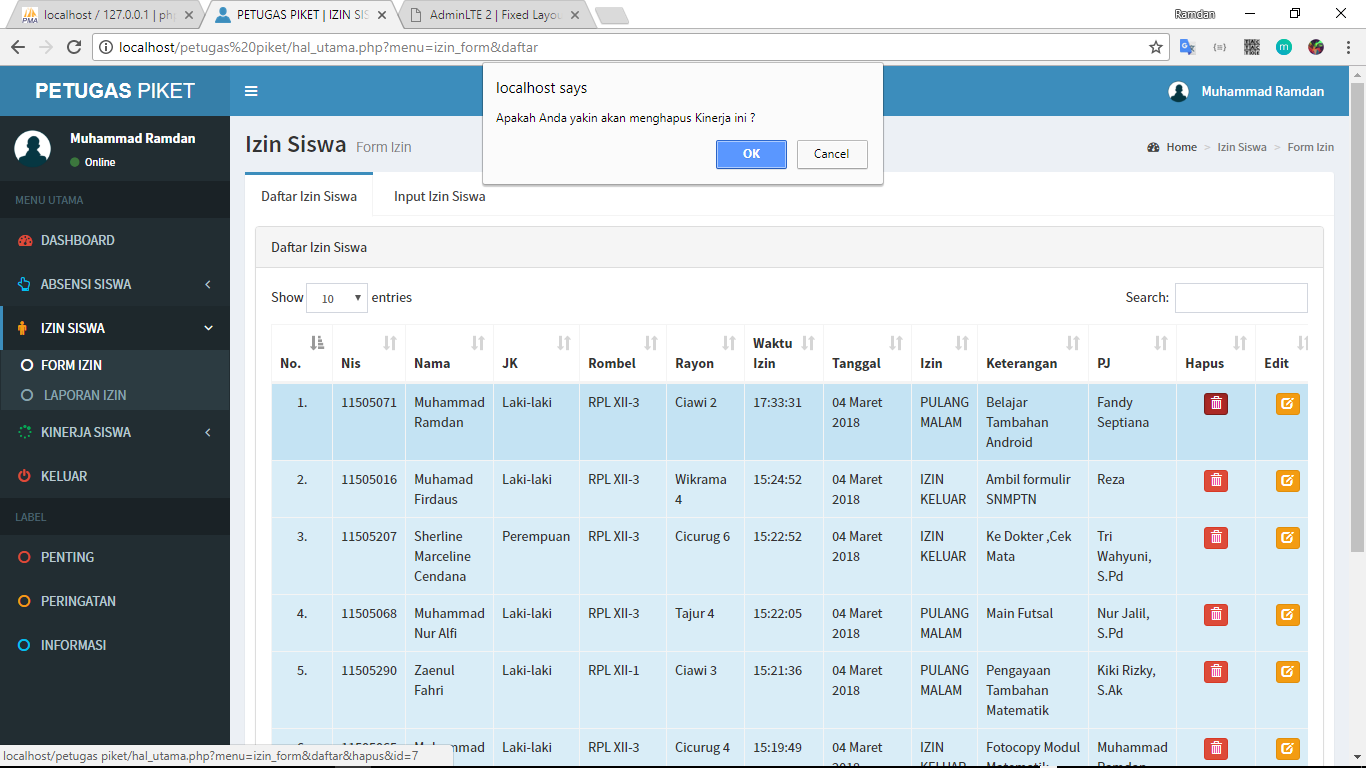 localhost / 127.0.0.1 | ph
PETUGAS PIKET | IZIN SIS
AdminLTE 2 | Fixed Layou
Ramdan
localhost/petugas%20piket/hal_utama.php?menu=izin_form&daftar
localhost says
Apakah Anda yakin akan menghapus Kinerja ini ?
OK
Cancel
PETUGAS PIKET
Muhammad Ramdan
Muhammad Ramdan
Online
MENU UTAMA
DASHBOARD
ABSENSI SISWA
IZIN SISWA
FORM IZIN
LAPORAN IZIN
KINERJA SISWA
KELUAR
LABEL
PENTING
PERINGATAN
INFORMASI
Izin Siswa Form Izin
Home > Izin Siswa > Form Izin
Daftar Izin Siswa
Input Izin Siswa
Daftar Izin Siswa
Show 10 entries
Search:
No. Nis Nama JK Rombel Rayon Waktu Izin Tanggal Izin Keterangan PJ Hapus Edit
1. 11505071 Muhammad Ramdan Laki-laki RPL XII-3 Ciawi 2 17:33:31 04 Maret 2018 PULANG MALAM Belajar Tambahan Android Fandy Septiana
2. 11505016 Muhamad Firdaus Laki-laki RPL XII-3 Wikrama 4 15:24:52 04 Maret 2018 IZIN KELUAR Ambil formulir SNMPTN Reza
3. 11505207 Sherline Marceline Cendana Perempuan RPL XII-3 Cicurug 6 15:22:52 04 Maret 2018 IZIN KELUAR Ke Dokter ,Cek Mata Tri Wahyuni, S.Pd
4. 11505068 Muhammad Nur Alfi Laki-laki RPL XII-3 Tajur 4 15:22:05 04 Maret 2018 PULANG MALAM Main Futsal Nur Jalil, S.Pd
5. 11505290 Zaenul Fahri Laki-laki RPL XII-1 Ciawi 3 15:21:36 04 Maret 2018 PULANG MALAM Pengayaan Tambahan Matematik Kiki Rizky, S.Ak
Laki-laki RPL XII-3 Cicurug 4 15:19:49 04 Maret 2018 IZIN KELUAR Fotocopy Modul Matematik Muhammad Ramdan
localhost/petugas piket/hal_utama.php?menu=izin_form&daftar&hapus&id=7